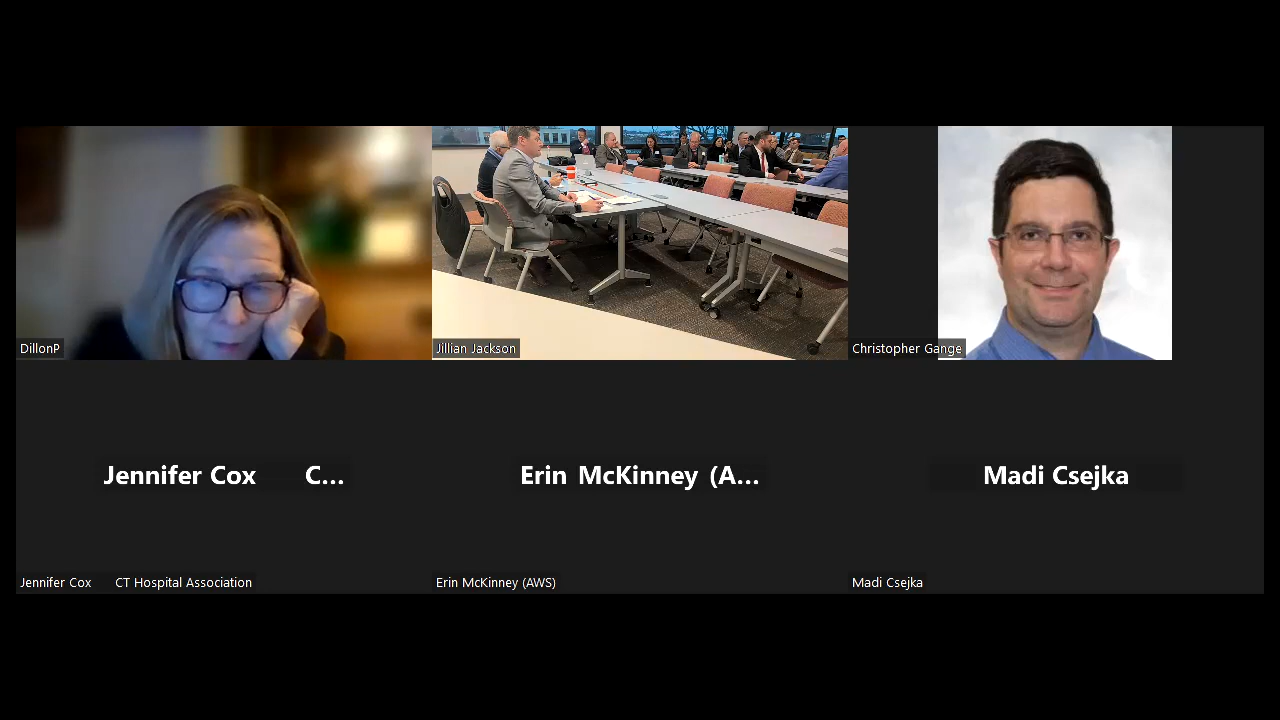 DillonP
Jillian Jackson
Christopher Gange
Jennifer Cox C...
Erin McKinney (A...
Madi Csejka
Jennifer Cox CT Hospital Association
Erin McKinney (AWS)
Madi Csejka